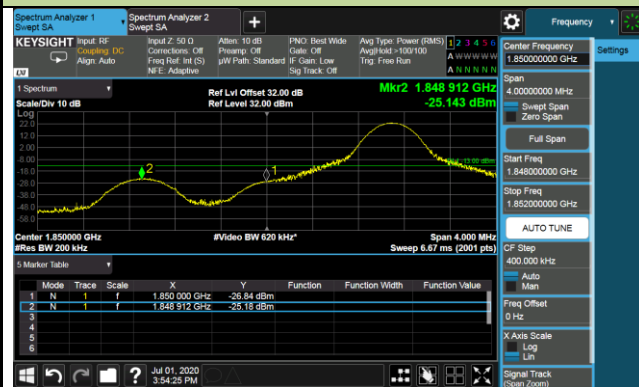 Spectrum Analyzer 1
Swept SA
Spectrum Analyzer 2
Swept SA
Frequency
KEYSIGHT
Input: RF
Coupling: DC
Align: Auto
Input Z: 50 Ω
Corrections: Off
Freq Ref: Int (S)
NFE: Adaptive
Atten: 10 dB
Preamp: Off
µW Path: Standard
PNO: Best Wide
Gate: Off
IF Gain: Low
Sig Track: Off
Avg Type: Power (RMS)
Avg|Hold:>100/100
Trig: Free Run
1 2 3 4 5 6
A W W W W W
A N N N N N
LXI
Center Frequency
1.850000000 GHz
Settings
Span
4.00000000 MHz
Swept Span
Zero Span
Full Span
Start Freq
1.848000000 GHz
Stop Freq
1.852000000 GHz
AUTO TUNE
CF Step
400.000 kHz
Auto
Man
Freq Offset
0 Hz
X Axis Scale
Log
Lin
Signal Track
(Span Zoom)
1 Spectrum
Scale/Div 10 dB
Log
Ref Lvl Offset 32.00 dB
Ref Level 32.00 dBm
Mkr2 1.848 912 GHz
-25.143 dBm
22.0
12.0
2.00
-8.00
-18.0
-28.0
-38.0
-48.0
-58.0
2
1
Center 1.850000 GHz
#Res BW 200 kHz
#Video BW 620 kHz*
Span 4.000 MHz
Sweep 6.67 ms (2001 pts)
5 Marker Table
Mode Trace Scale X Y Function Function Width Function Value
1 N 1 f 1.850 000 GHz -26.84 dBm
2 N 1 f 1.848 912 GHz -25.18 dBm
3
4
5
6
?
Jul 01, 2020
3:54:25 PM